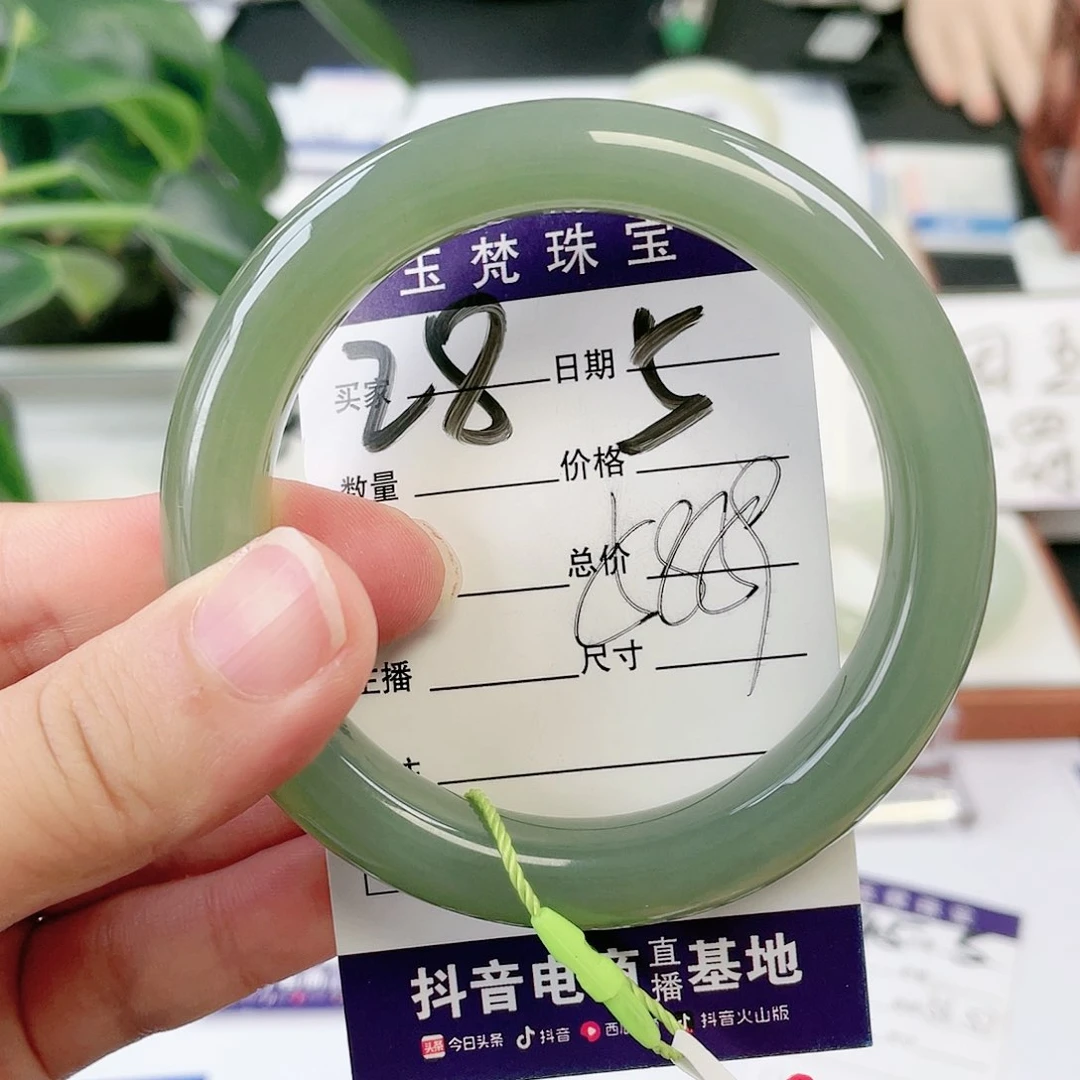 玉梵珠宝
28 5
买家 日期
数量 价格
总价
主播 尺寸
抖音电商直播基地
今日头条 抖音 西瓜 抖音火山版